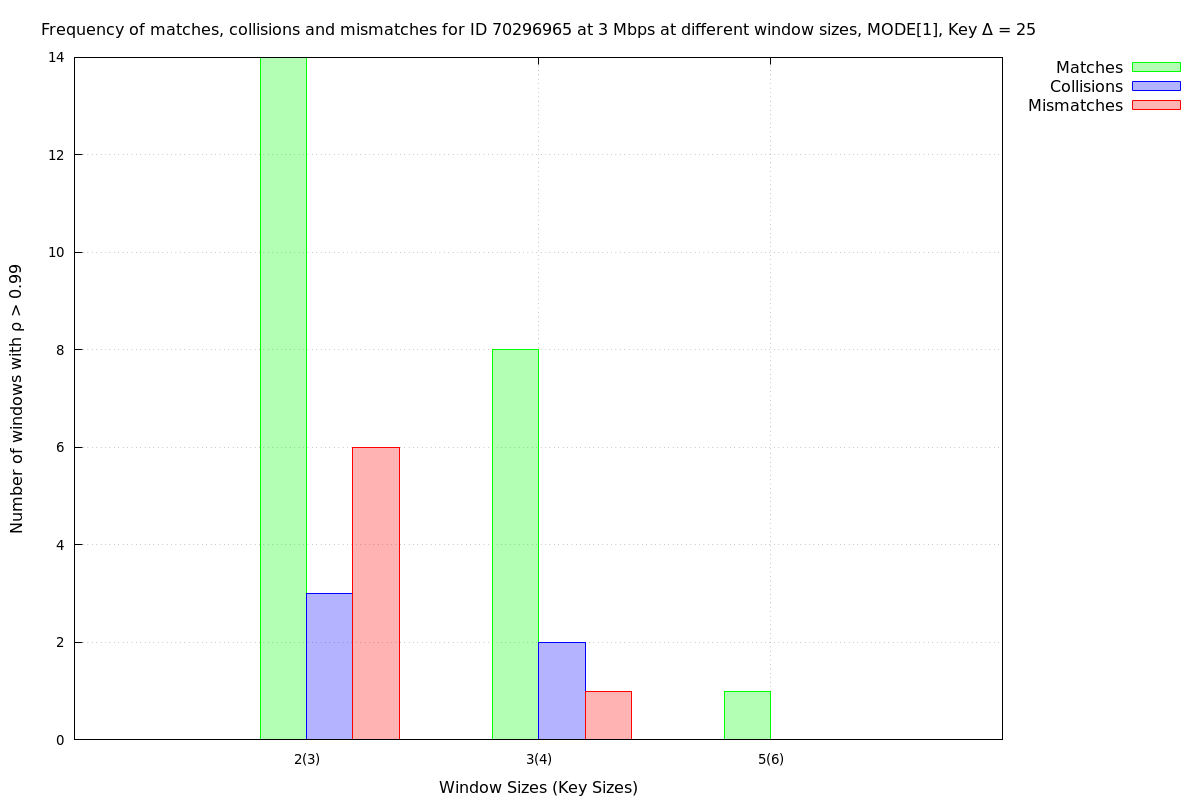 Frequency of matches, collisions and mismatches for ID 70296965 at 3 Mbps at different window sizes, MODE[1], Key Δ = 25
Matches
Collisions
Mismatches
Number of windows with ρ > 0.99
14
12
10
8
6
4
2
0
2(3) 3(4) 5(6)
Window Sizes (Key Sizes)